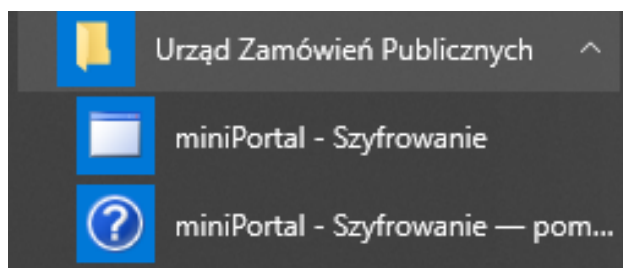 Urząd Zamówień Publicznych
miniPortal - Szyfrowanie
miniPortal - Szyfrowanie — pom...